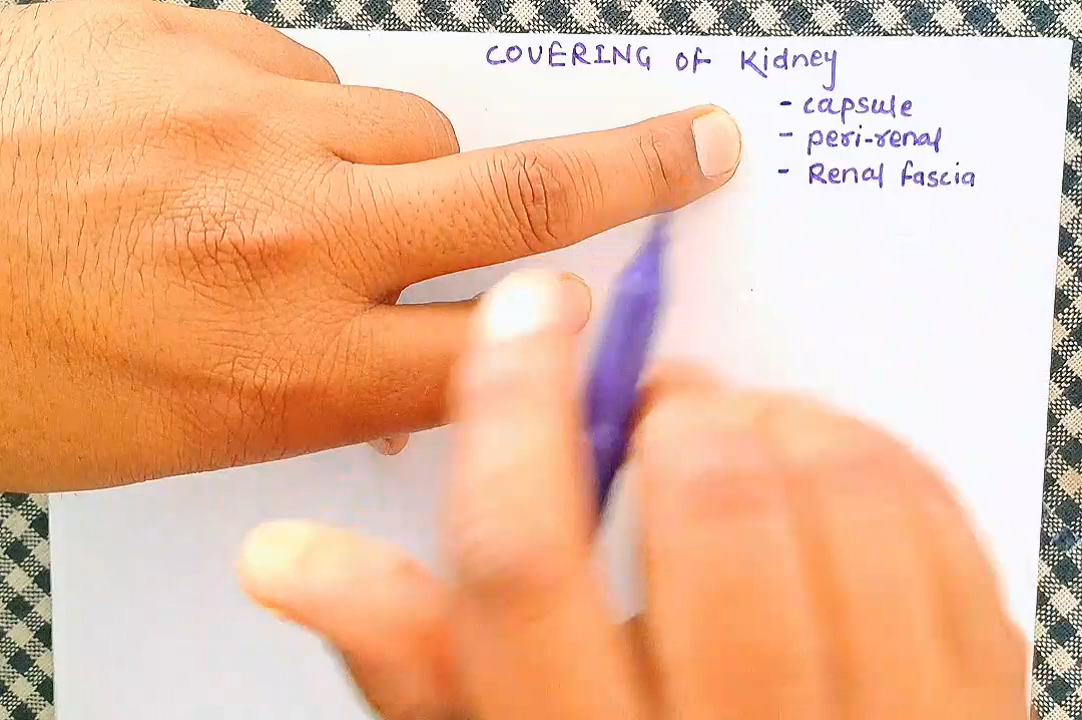 COVERING OF Kidney
- capsule
- peri-renal
- Renal fascia